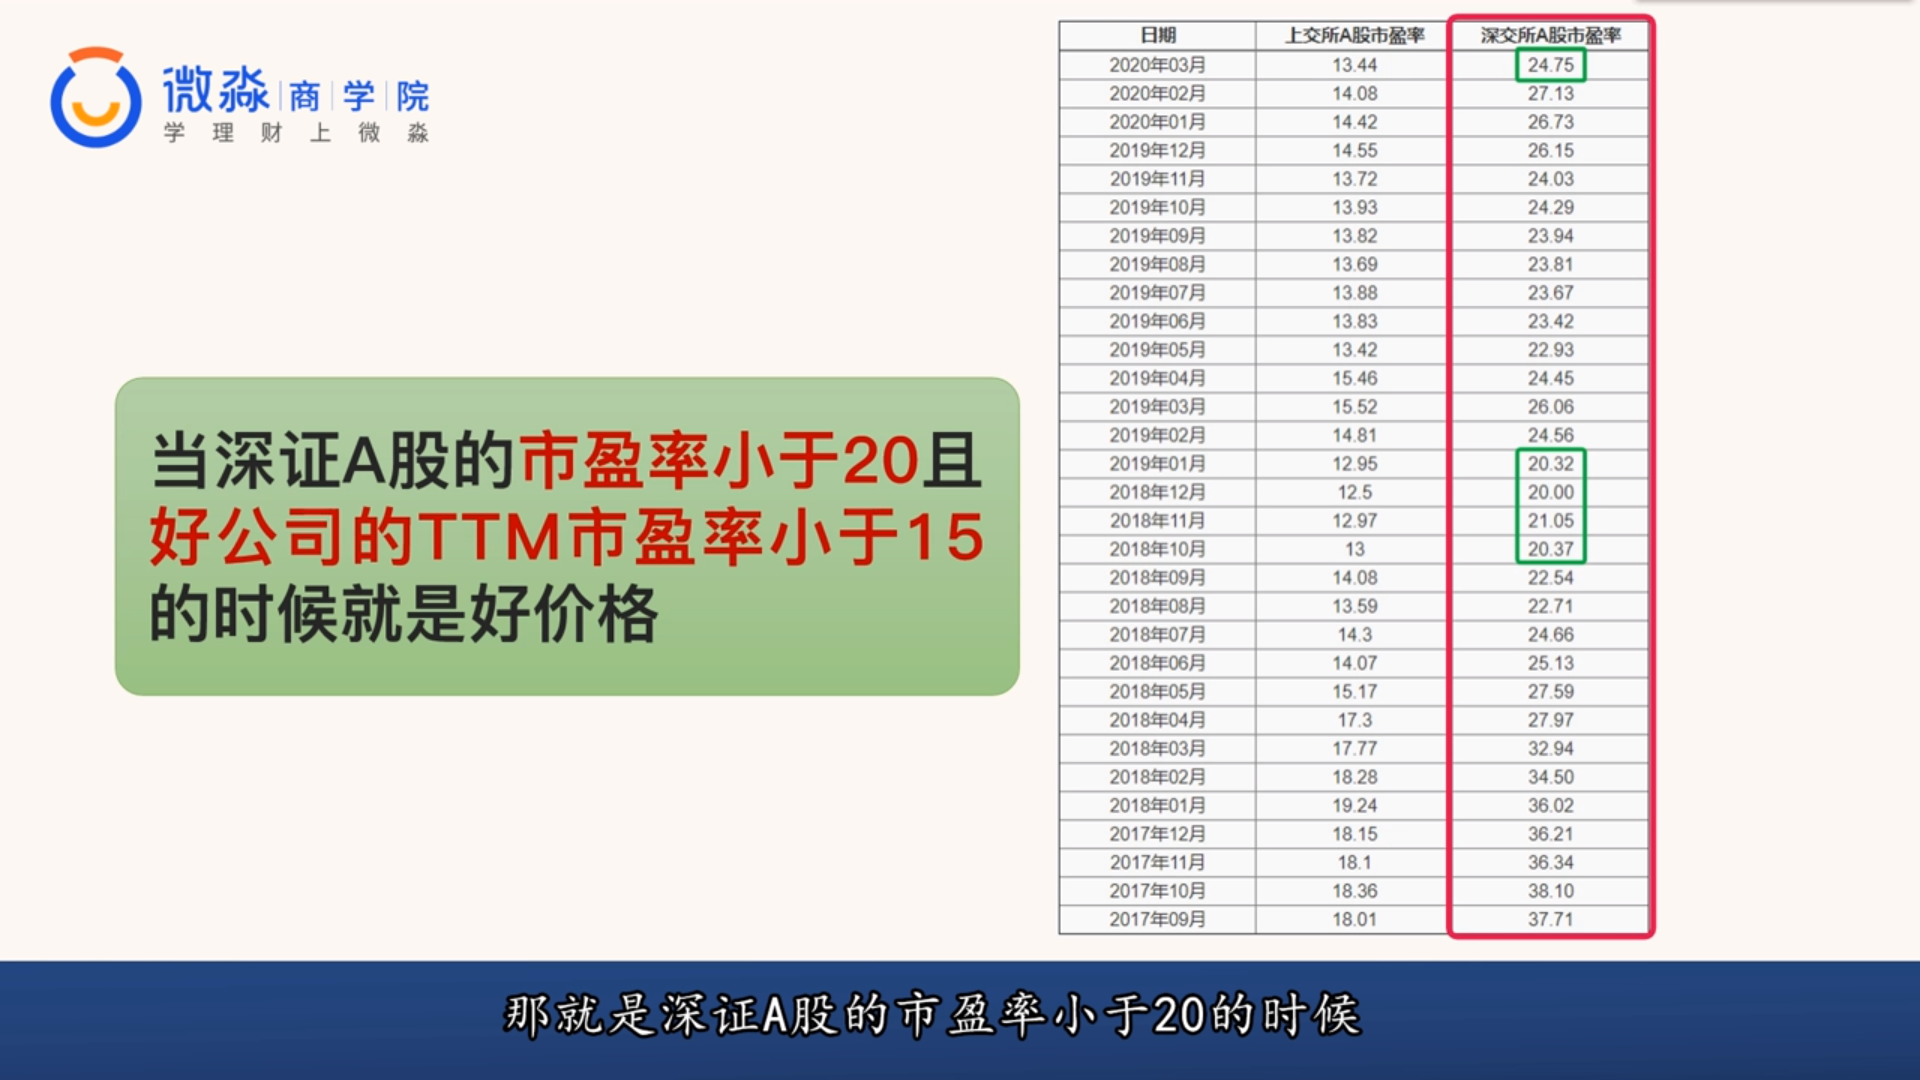 微淼商学院
学理财上微淼
当深证A股的市盈率小于20且
好公司的TTM市盈率小于15
的时候就是好价格
日期 上交所A股市盈率 深交所A股市盈率
2020年03月 13.44 24.75
2020年02月 14.08 27.13
2020年01月 14.42 26.73
2019年12月 14.55 26.15
2019年11月 13.72 24.03
2019年10月 13.93 24.29
2019年09月 13.82 23.94
2019年08月 13.69 23.81
2019年07月 13.88 23.67
2019年06月 13.83 23.42
2019年05月 13.42 22.93
2019年04月 15.46 24.45
2019年03月 15.52 26.06
2019年02月 14.81 24.56
2019年01月 12.95 20.32
2018年12月 12.5 20.00
2018年11月 12.97 21.05
2018年10月 13 20.37
2018年09月 14.08 22.54
2018年08月 13.59 22.71
2018年07月 14.3 24.66
2018年06月 14.07 25.13
2018年05月 15.17 27.59
2018年04月 17.3 27.97
2018年03月 17.77 32.94
2018年02月 18.28 34.50
2018年01月 19.24 36.02
2017年12月 18.15 36.21
2017年11月 18.1 36.34
2017年10月 18.36 38.10
2017年09月 18.01 37.71
那就是深证A股的市盈率小于20的时候